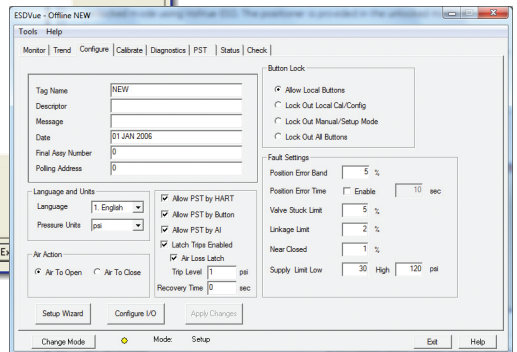 ESDVue - Offline NEW
Tools Help
Monitor Trend Configure Calibrate Diagnostics PST Status Check
Tag Name NEW
Descriptor
Message
Date 01 JAN 2006
Final Assy Number 0
Polling Address 0
Button Lock
Allow Local Buttons
Lock Out Local Cal/Config
Lock Out Manual/Setup Mode
Lock Out All Buttons
Language and Units
Language 1. English
Pressure Units psi
Air Action
Air To Open Air To Close
Allow PST by HART
Allow PST by Button
Allow PST by AI
Latch Trips Enabled
Air Loss Latch
Trip Level 1 psi
Recovery Time 0 sec
Fault Settings
Position Error Band 5 %
Position Error Time Enable 10 sec
Valve Stuck Limit 5 %
Linkage Limit 2 %
Near Closed 1 %
Supply Limit Low 30 High 120 psi
Setup Wizard Configure I/O Apply Changes
Change Mode Mode: Setup Exit Help